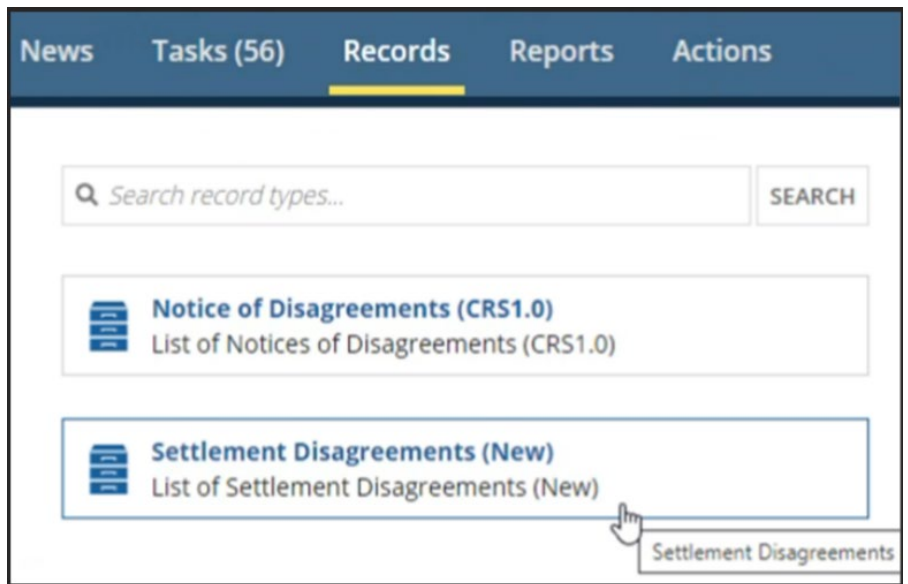 News Tasks (56) Records Reports Actions
Search record types...
SEARCH
Notice of Disagreements (CRS1.0)
List of Notices of Disagreements (CRS1.0)
Settlement Disagreements (New)
List of Settlement Disagreements (New)
Settlement Disagreements